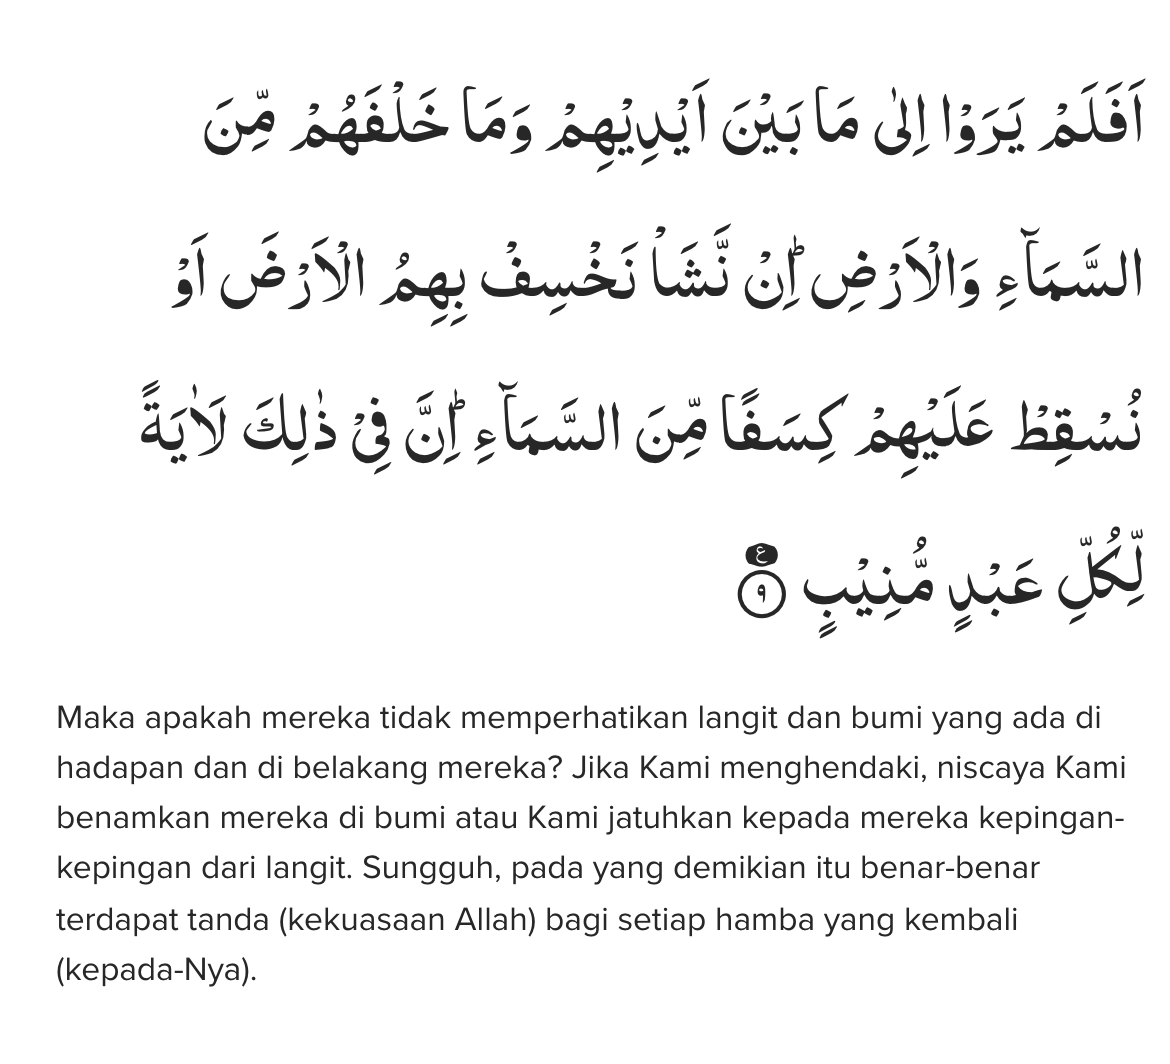 اَفَلَمْ يَرَوْا اِلٰى مَا بَيْنَ اَيْدِيْهِمْ وَمَا خَلْفَهُمْ مِّنَ
السَّمَاۤءِ وَالْاَرْضِۗ اِنْ نَّشَأْ نَخْسِفْ بِهِمُ الْاَرْضَ اَوْ
نُسْقِطْ عَلَيْهِمْ كِسَفًا مِّنَ السَّمَاۤءِۗ اِنَّ فِيْ ذٰلِكَ لَاٰيَةً
لِّكُلِّ عَبْدٍ مُّنِيْبٍ ع ٩
Maka apakah mereka tidak memperhatikan langit dan bumi yang ada di
hadapan dan di belakang mereka? Jika Kami menghendaki, niscaya Kami
benamkan mereka di bumi atau Kami jatuhkan kepada mereka kepingan-
kepingan dari langit. Sungguh, pada yang demikian itu benar-benar
terdapat tanda (kekuasaan Allah) bagi setiap hamba yang kembali
(kepada-Nya).